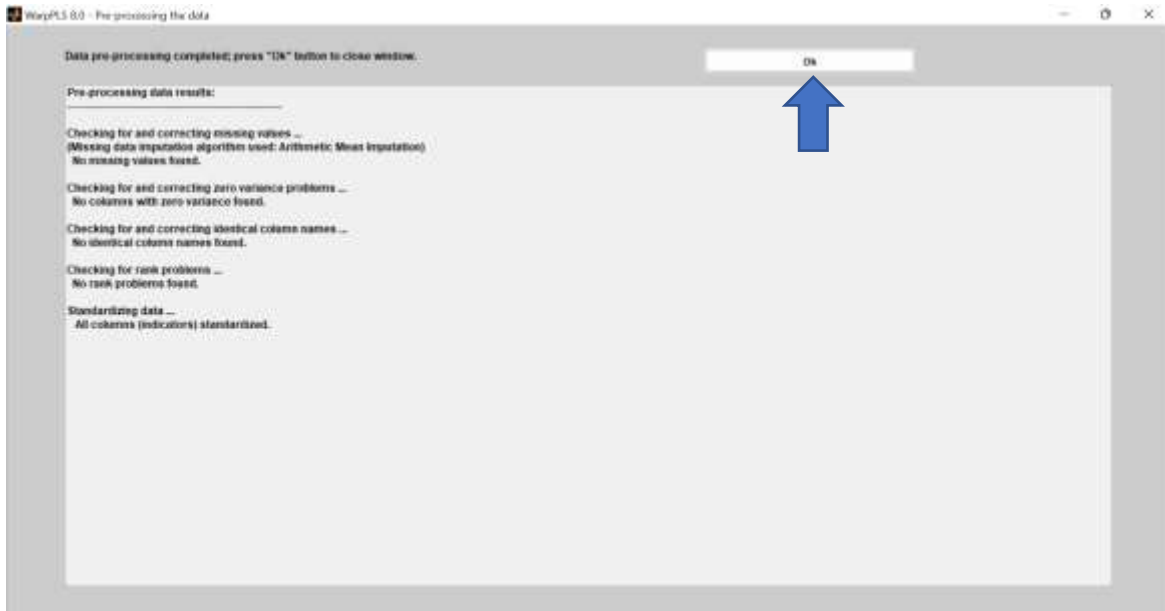 WarpPLS 8.0 - Pre-processing the data
Data pre-processing completed; press "Ok" button to close window.
Ok
Pre-processing data results:
Checking for and correcting missing values ...
(Missing data imputation algorithm used: Arithmetic Mean Imputation)
No missing values found.
Checking for and correcting zero variance problems ...
No columns with zero variance found.
Checking for and correcting identical column names ...
No identical column names found.
Checking for rank problems ...
No rank problems found.
Standardizing data ...
All columns (indicators) standardized.